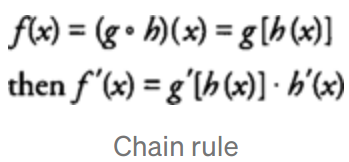 f(x) = (g ∘ h)(x) = g[h(x)]
then f′(x) = g′[h(x)] · h′(x)
Chain rule